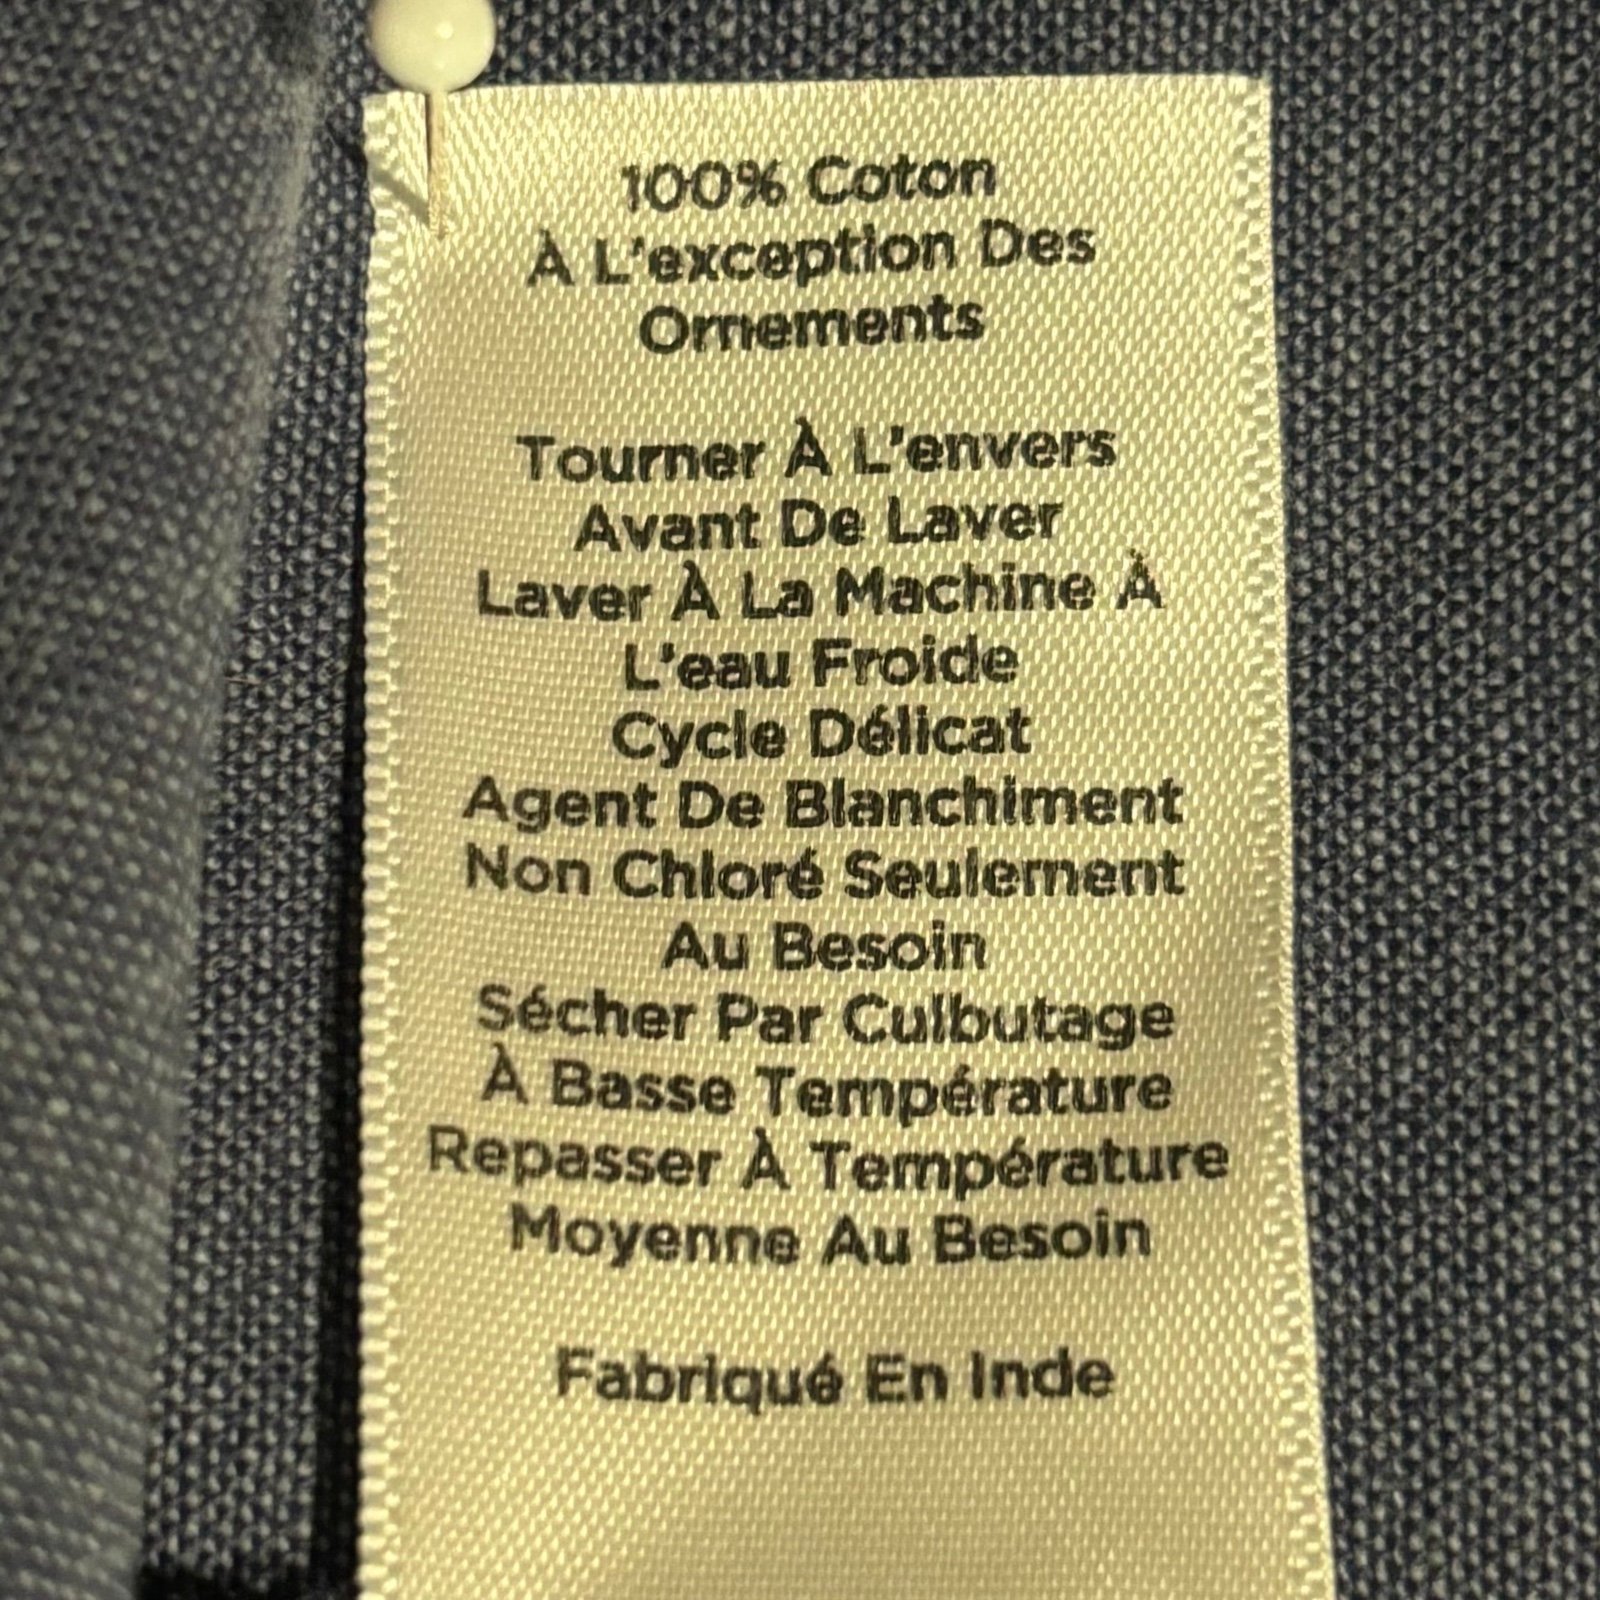 100% Coton
À L'exception Des
Ornements
Tourner À L'envers
Avant De Laver
Laver À La Machine À
L'eau Froide
Cycle Délicat
Agent De Blanchiment
Non Chloré Seulement
Au Besoin
Sécher Par Culbutage
À Basse Température
Repasser À Température
Moyenne Au Besoin
Fabriqué En Inde